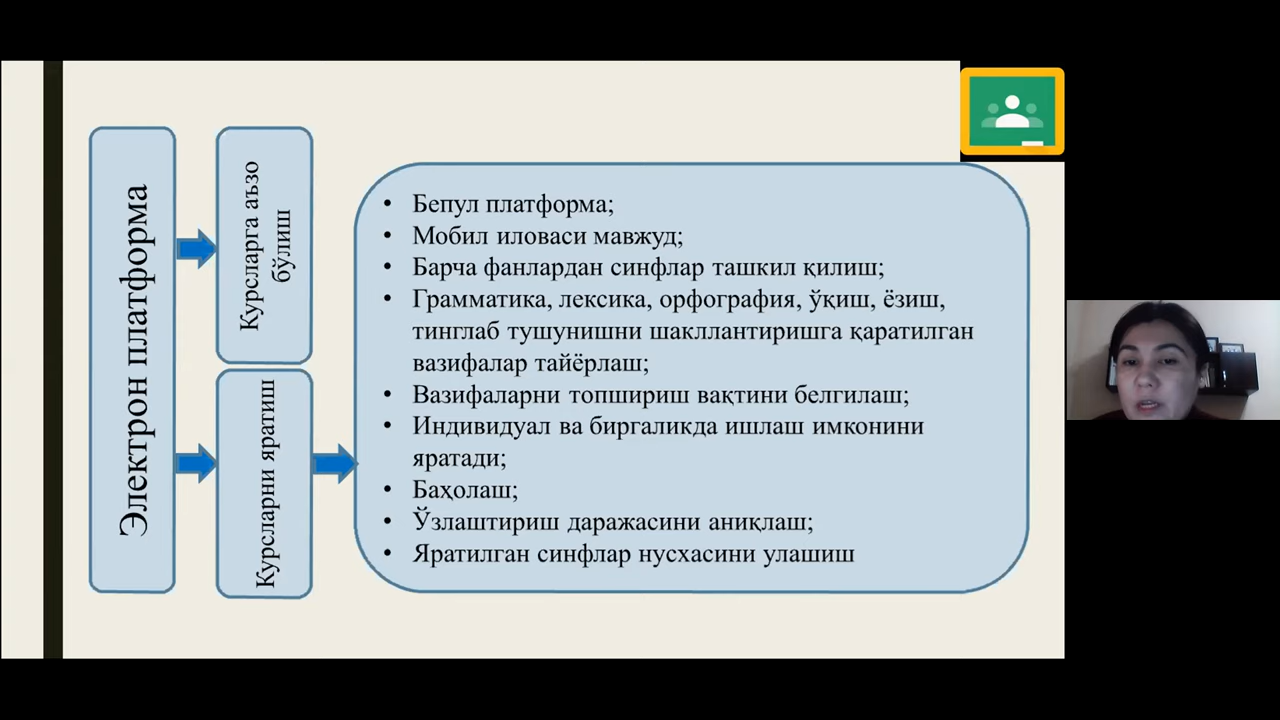 Электрон платформа
Курсларга аъзо
бўлиш
Курсларни яратиш
• Бепул платформа;
• Мобил иловаси мавжуд;
• Барча фанлардан синфлар ташкил қилиш;
• Грамматика, лексика, орфография, ўқиш, ёзиш,
тинглаб тушунишни шакллантиришга қаратилган
вазифалар тайёрлаш;
• Вазифаларни топшириш вақтини белгилаш;
• Индивидуал ва биргаликда ишлаш имконини
яратади;
• Баҳолаш;
• Ўзлаштириш даражасини аниқлаш;
• Яратилган синфлар нусхасини улашиш